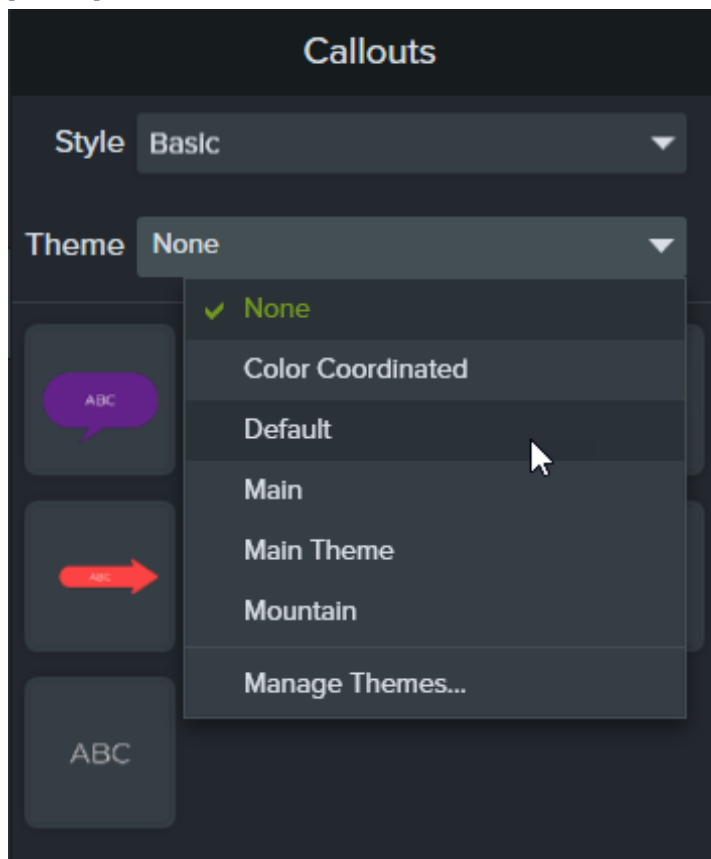 Callouts
Style Basic
Theme None
None
Color Coordinated
ABC
Default
Main
ABC
Main Theme
Mountain
Manage Themes...
ABC